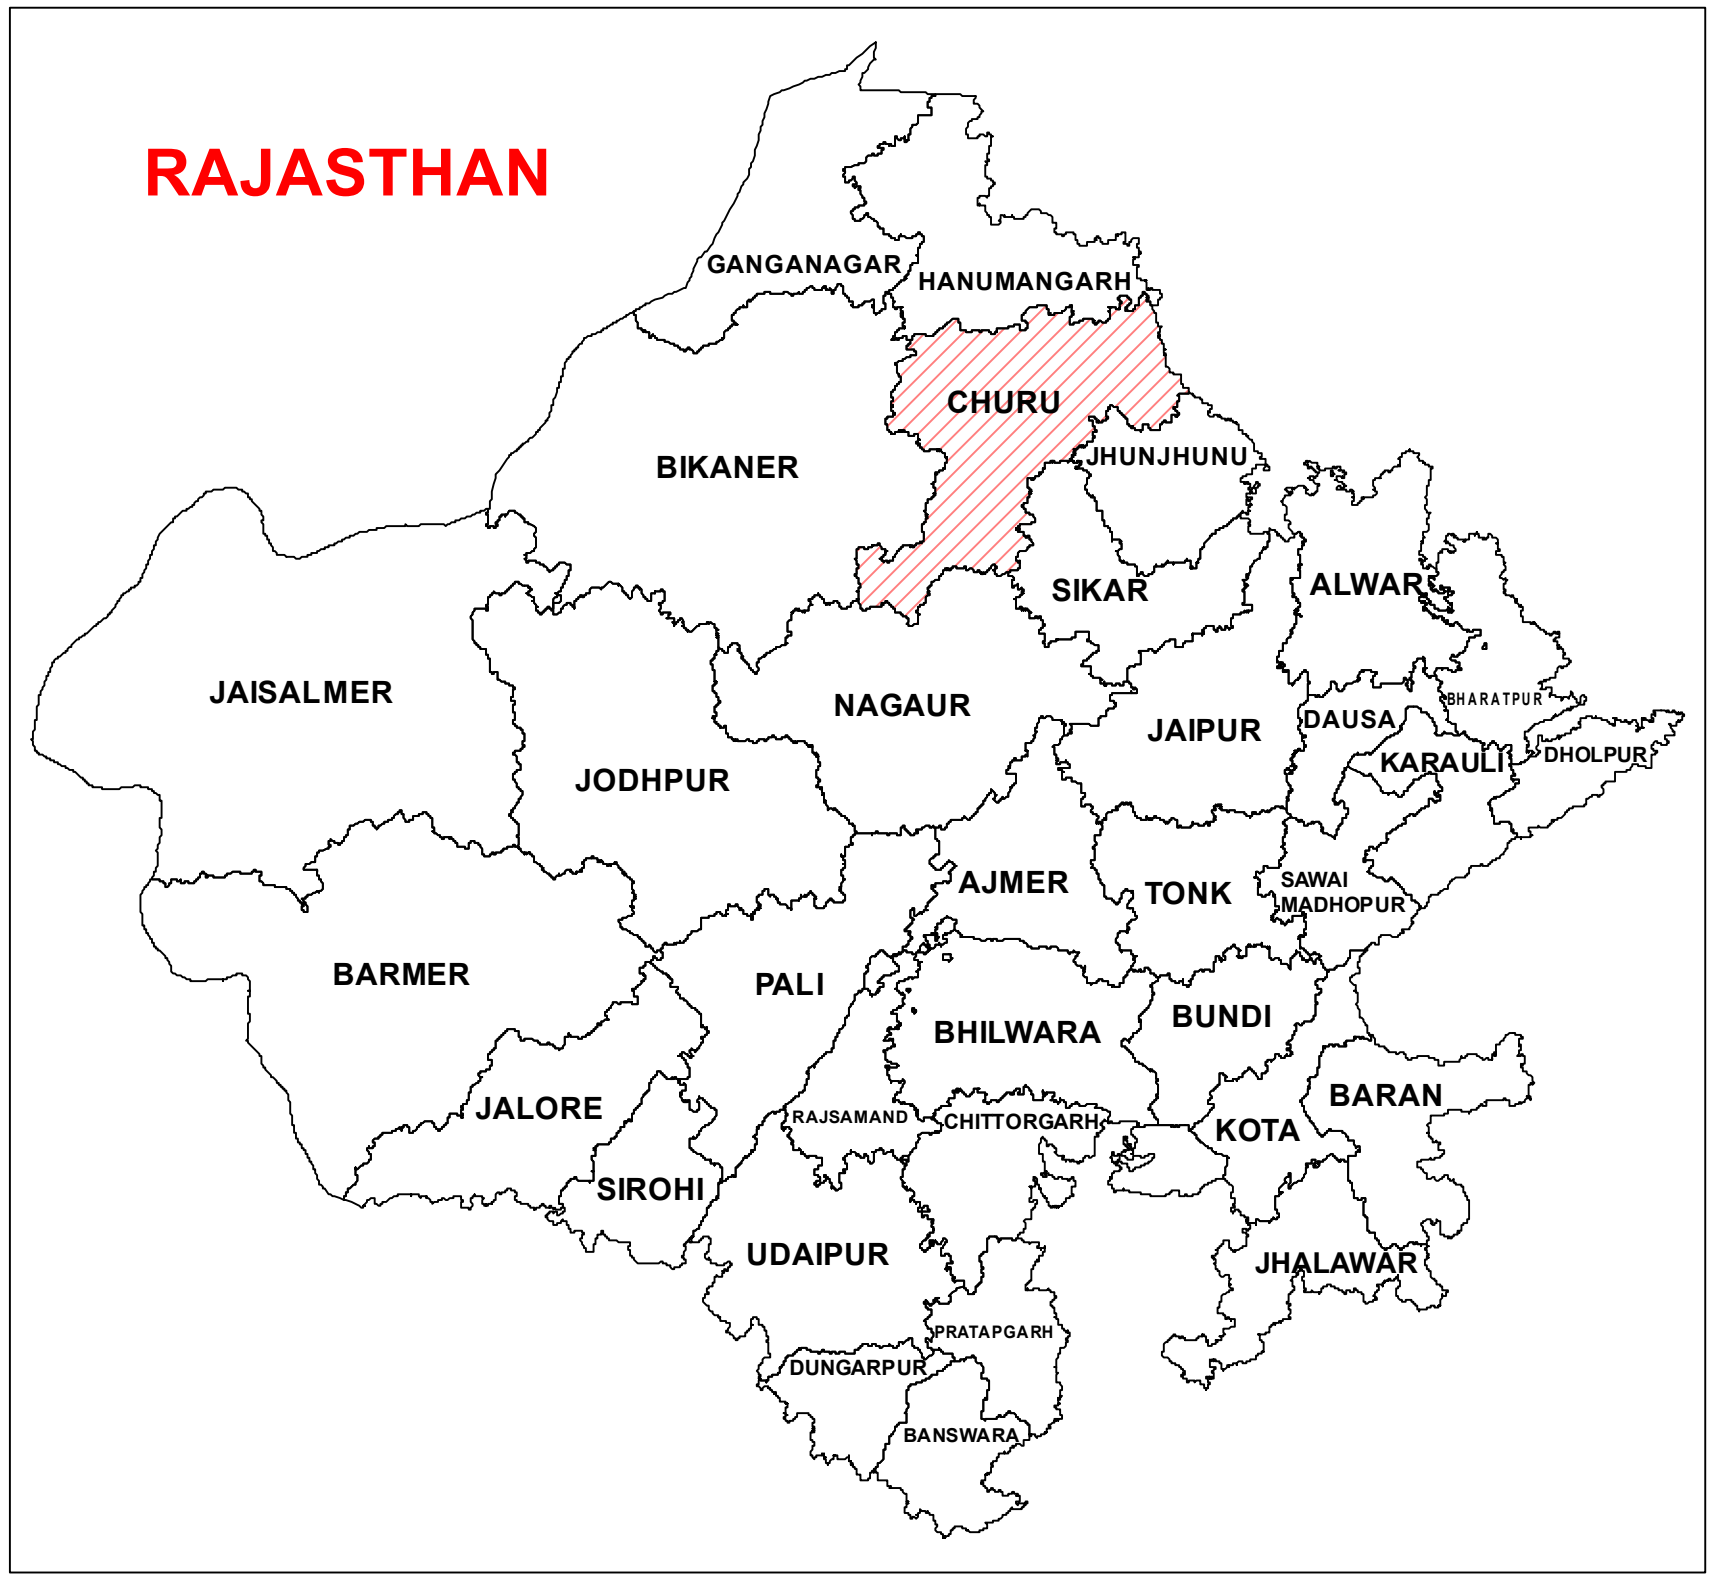 RAJASTHAN
GANGANAGAR
HANUMANGARH
CHURU
JHUNJHUNU
BIKANER
SIKAR
ALWAR
JAISALMER
NAGAUR
BHARATPUR
DAUSA
JAIPUR
KARAULI
DHOLPUR
JODHPUR
AJMER
TONK
SAWAI
MADHOPUR
BARMER
PALI
BUNDI
BHILWARA
BARAN
JALORE
RAJSAMAND
CHITTORGARH
KOTA
SIROHI
UDAIPUR
JHALAWAR
PRATAPGARH
DUNGARPUR
BANSWARA